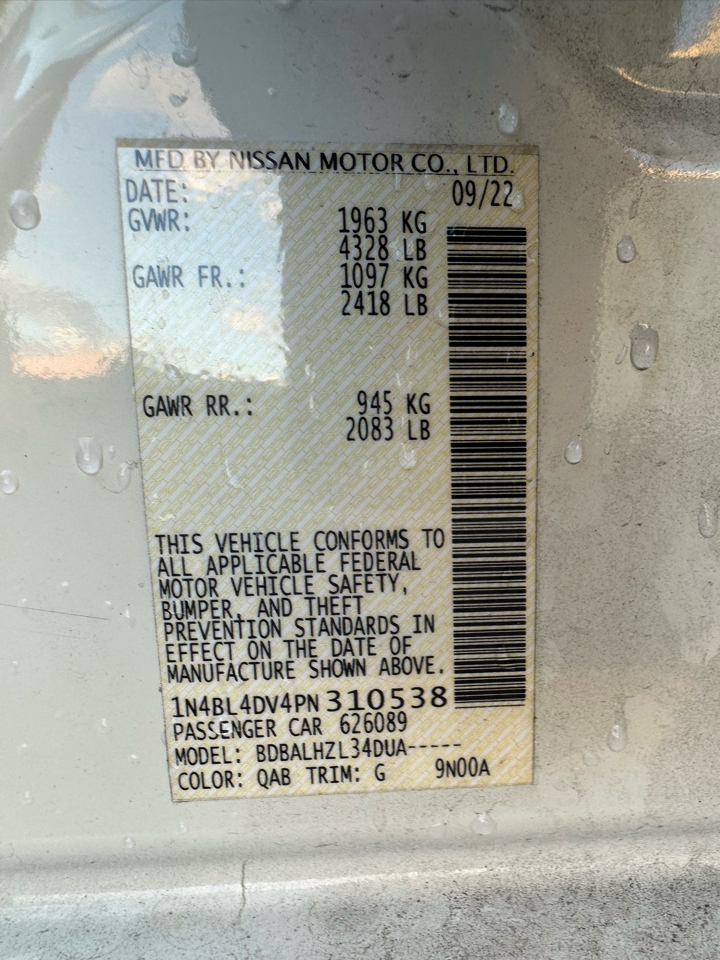 MFD BY NISSAN MOTOR CO., LTD.
DATE: 09/22
GVWR: 1963 KG
4328 LB
GAWR FR.: 1097 KG
2418 LB
GAWR RR.: 945 KG
2083 LB
THIS VEHICLE CONFORMS TO
ALL APPLICABLE FEDERAL
MOTOR VEHICLE SAFETY,
BUMPER, AND THEFT
PREVENTION STANDARDS IN
EFFECT ON THE DATE OF
MANUFACTURE SHOWN ABOVE.
1N4BL4DV4PN310538
PASSENGER CAR 626089
MODEL: BDBALHZL34DUA-----
COLOR: QAB TRIM: G 9N00A